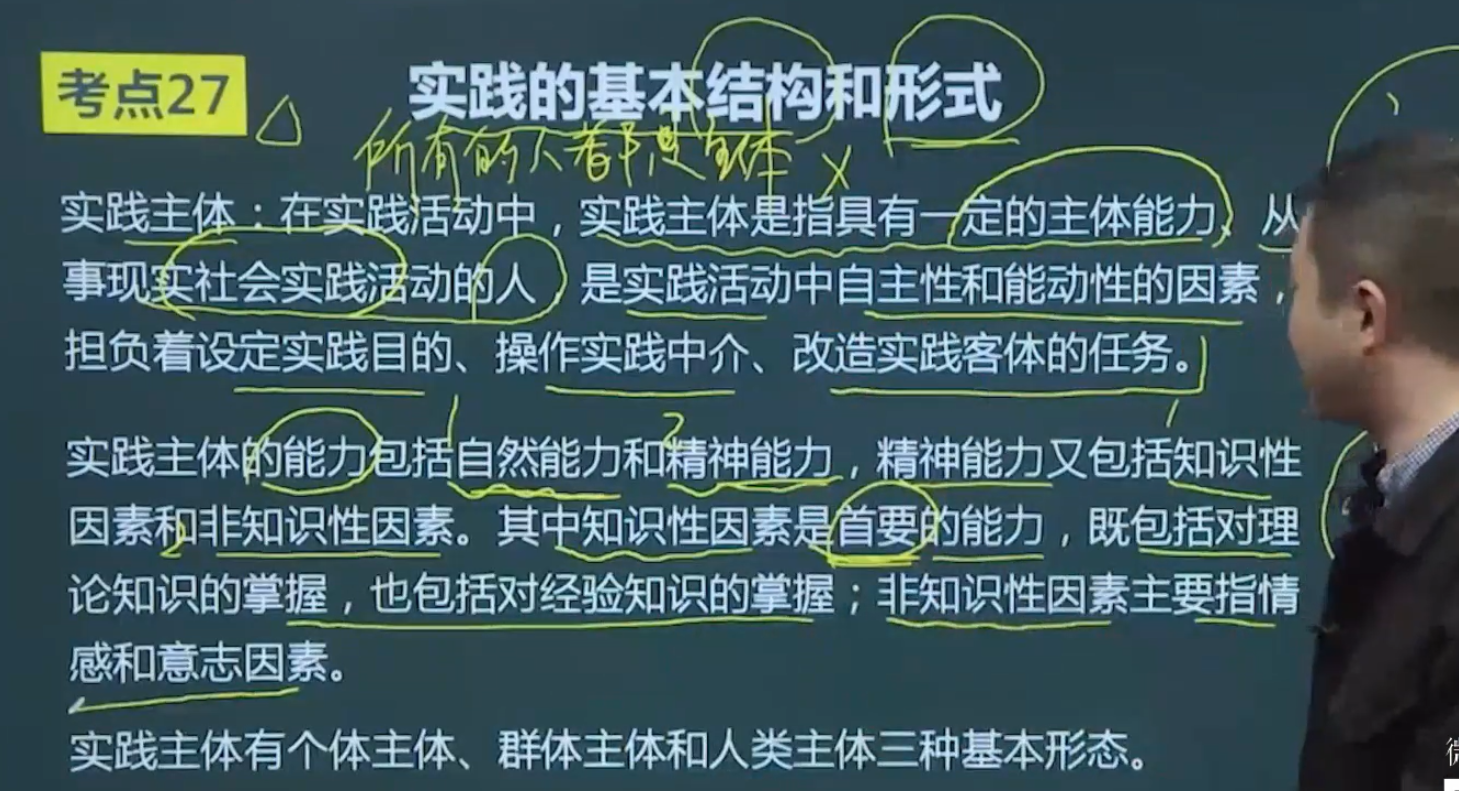 考点27
实践的基本结构和形式
所有的人都是主体 ×
实践主体：在实践活动中，实践主体是指具有一定的主体能力、从
事现实社会实践活动的人，是实践活动中自主性和能动性的因素，
担负着设定实践目的、操作实践中介、改造实践客体的任务。
1 2 1
实践主体的能力包括自然能力和精神能力，精神能力又包括知识性
因素和非知识性因素。其中知识性因素是首要的能力，既包括对理
2
论知识的掌握，也包括对经验知识的掌握；非知识性因素主要指情
感和意志因素。
实践主体有个体主体、群体主体和人类主体三种基本形态。
微